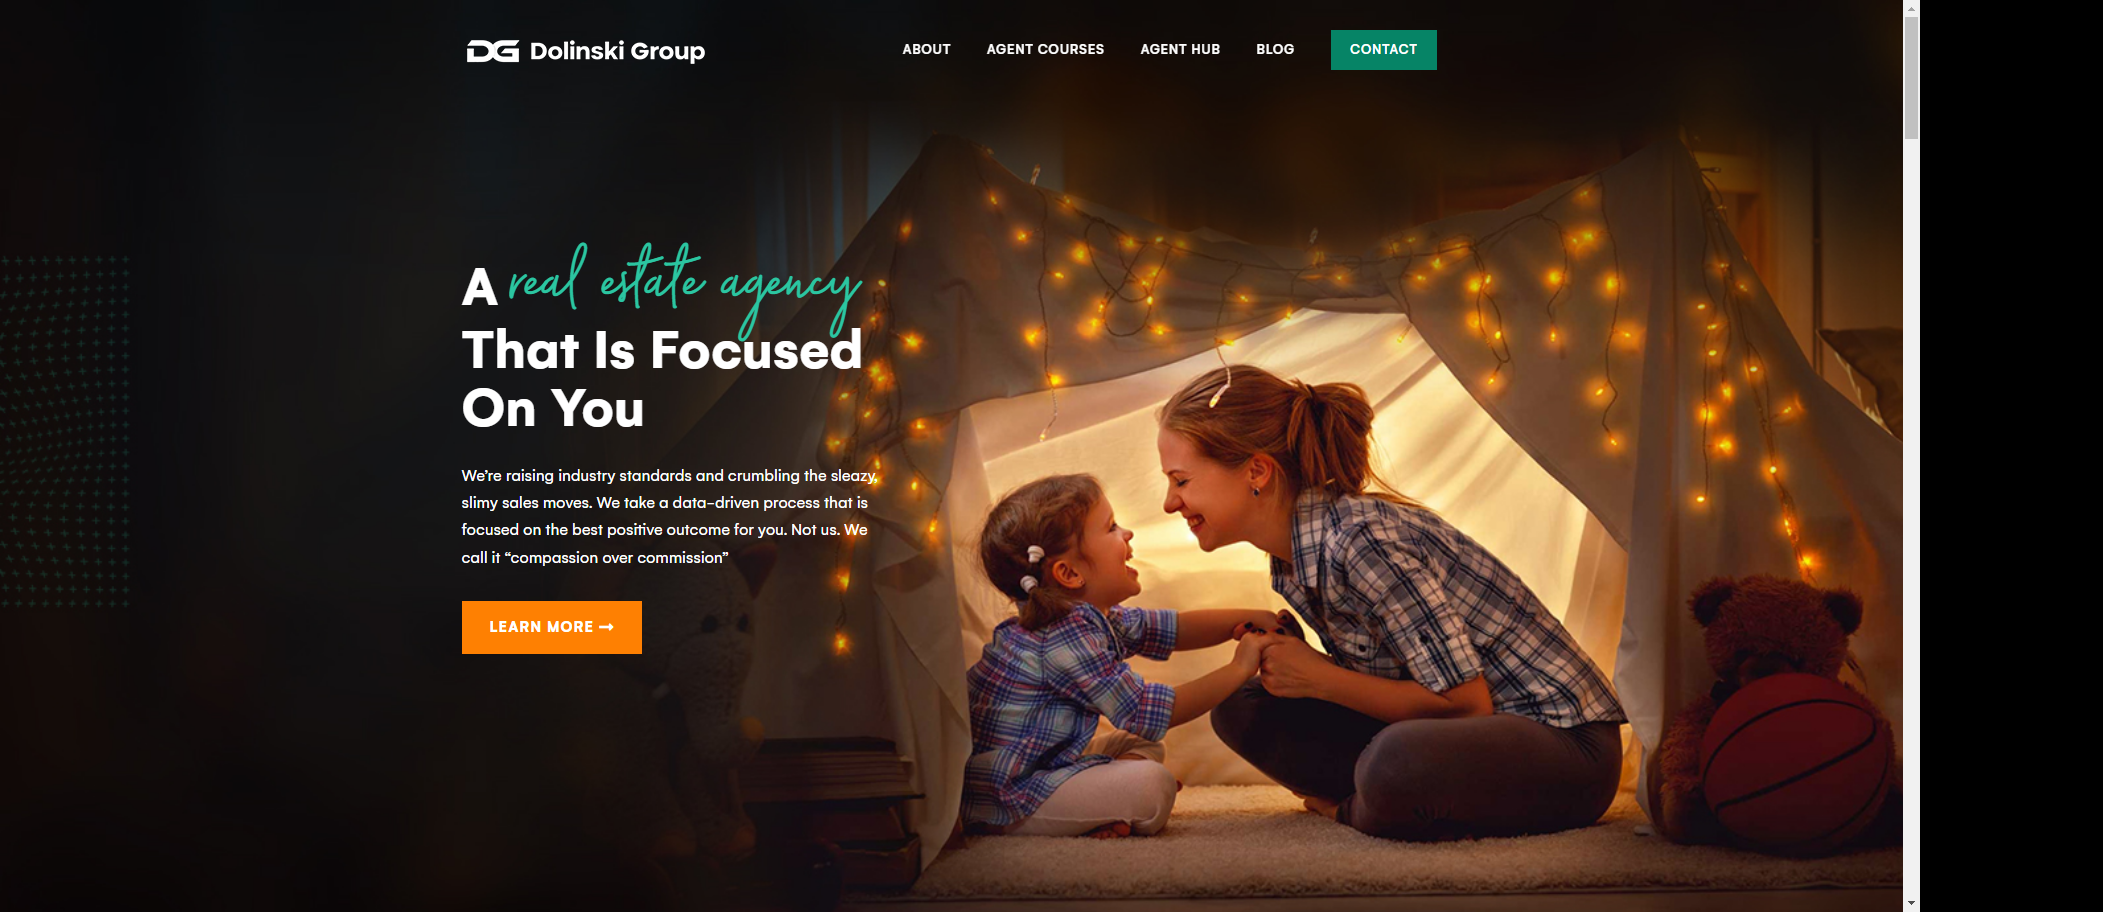 DG Dolinski Group
ABOUT AGENT COURSES AGENT HUB BLOG CONTACT
A real estate agency
That Is Focused
On You
We're raising industry standards and crumbling the sleazy,
slimy sales moves. We take a data-driven process that is
focused on the best positive outcome for you. Not us. We
call it “compassion over commission”
LEARN MORE →